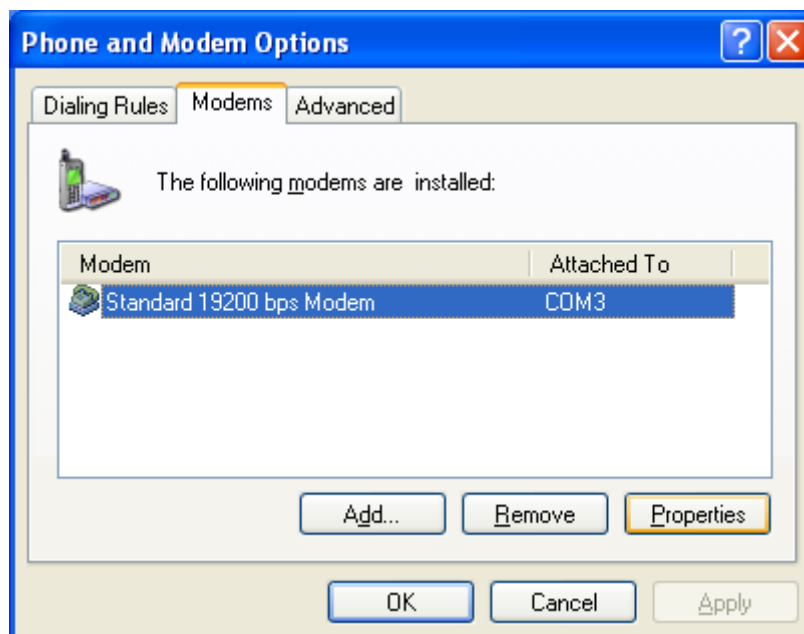 Phone and Modem Options
Dialing Rules Modems Advanced
The following modems are installed:
Modem Attached To
Standard 19200 bps Modem COM3
Add... Remove Properties
OK Cancel Apply